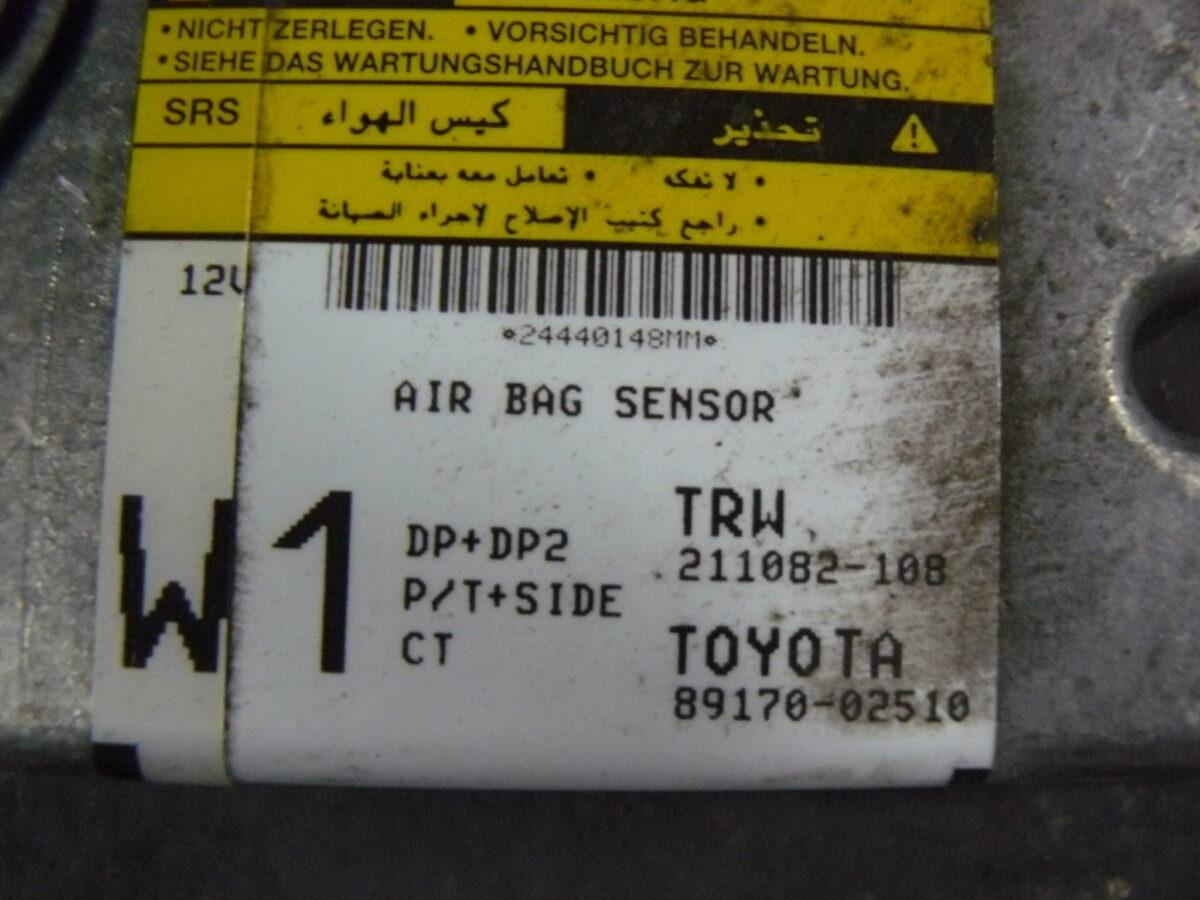 • NICHT ZERLEGEN. • VORSICHTIG BEHANDELN.
• SIEHE DAS WARTUNGSHANDBUCH ZUR WARTUNG.
SRS كيس الهواء تحذير
• لا تفكه • تعامل معه بعناية
• راجع كتيب الإصلاح لاجراء الصيانة
12V
*24440148MM*
AIR BAG SENSOR
W1
DP+DP2
P/T+SIDE
CT
TRW
211082-108
TOYOTA
89170-02510